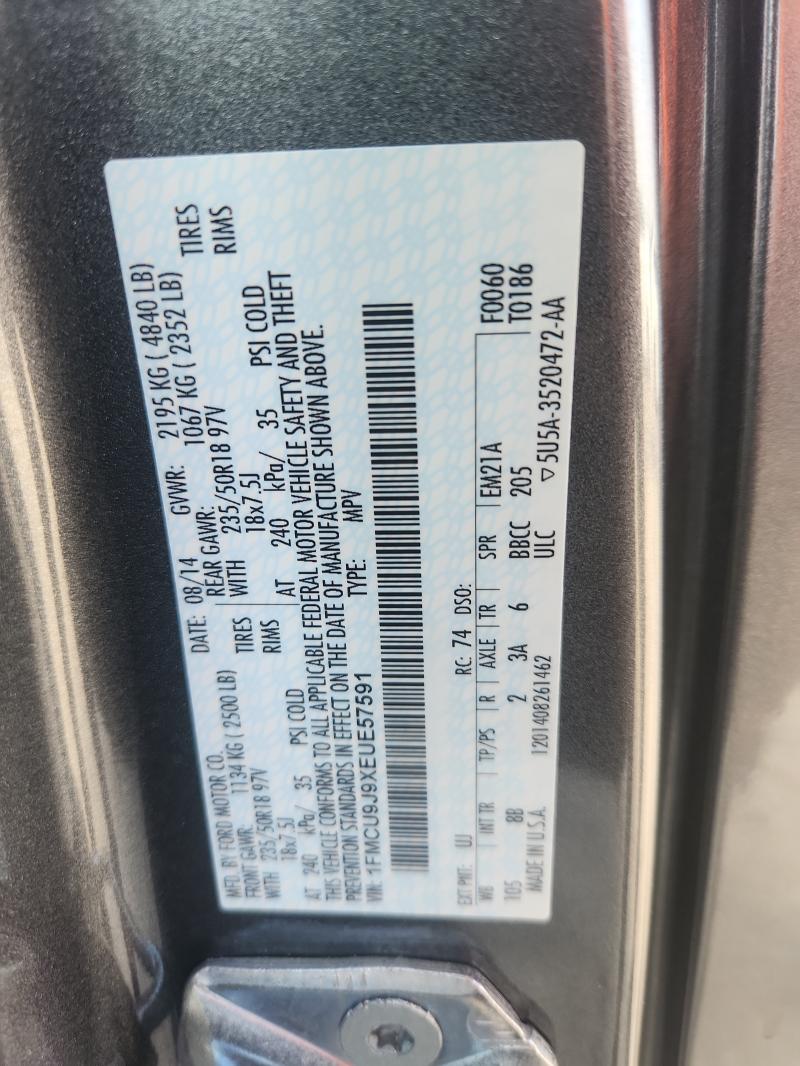 MFD. BY FORD MOTOR CO.
DATE: 08/14 GVWR: 2195 KG ( 4840 LB)
FRONT GAWR: 1134 KG ( 2500 LB)
REAR GAWR: 1067 KG ( 2352 LB)
WITH 235/50R18 97V TIRES
WITH 235/50R18 97V TIRES
18x7.5J RIMS
18x7.5J RIMS
AT 240 kPa/ 35 PSI COLD
AT 240 kPa/ 35 PSI COLD
THIS VEHICLE CONFORMS TO ALL APPLICABLE FEDERAL MOTOR VEHICLE SAFETY AND THEFT
PREVENTION STANDARDS IN EFFECT ON THE DATE OF MANUFACTURE SHOWN ABOVE.
VIN: 1FMCU9J9XEUE57591 TYPE: MPV
EXT PNT: UJ RC: 74 DSO:
WB INT TR TP/PS R AXLE TR SPR EM21A F0060
105 8B 2 3A 6 BBCC 205 T0186
MADE IN U.S.A. 1201408261462 ULC ▽5U5A-3520472-AA